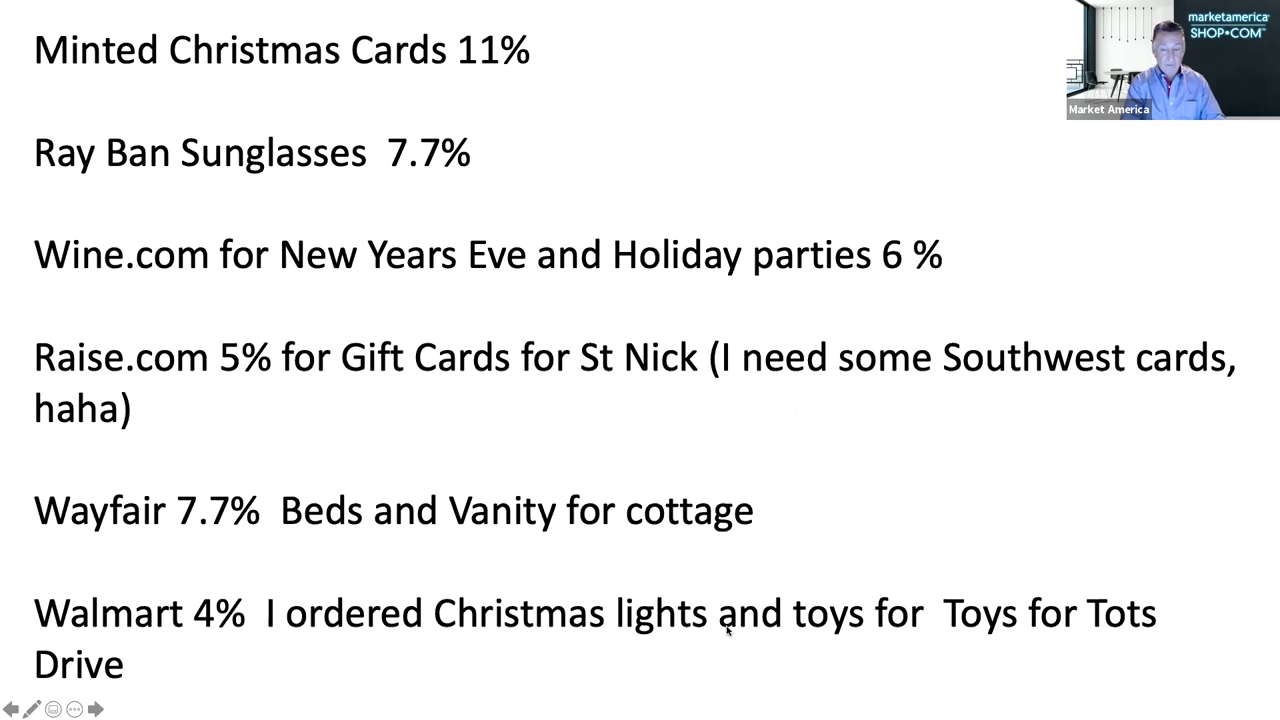 Minted Christmas Cards 11%
marketamerica
SHOP•COM™
Market America
Ray Ban Sunglasses  7.7%
Wine.com for New Years Eve and Holiday parties 6 %
Raise.com 5% for Gift Cards for St Nick (I need some Southwest cards,
haha)
Wayfair 7.7%  Beds and Vanity for cottage
Walmart 4%  I ordered Christmas lights and toys for  Toys for Tots
Drive